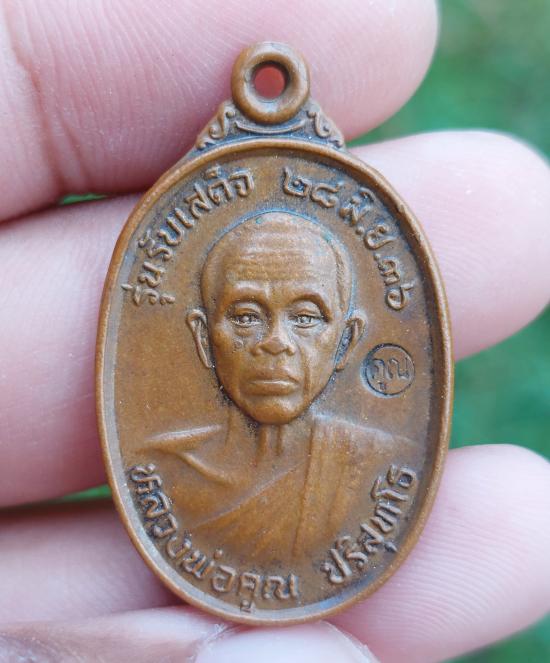 รุ่นรับเสด็จ ๒๘ มิ.ย.๓๖
คูณ
หลวงพ่อคูณ ปริสุทฺโธ